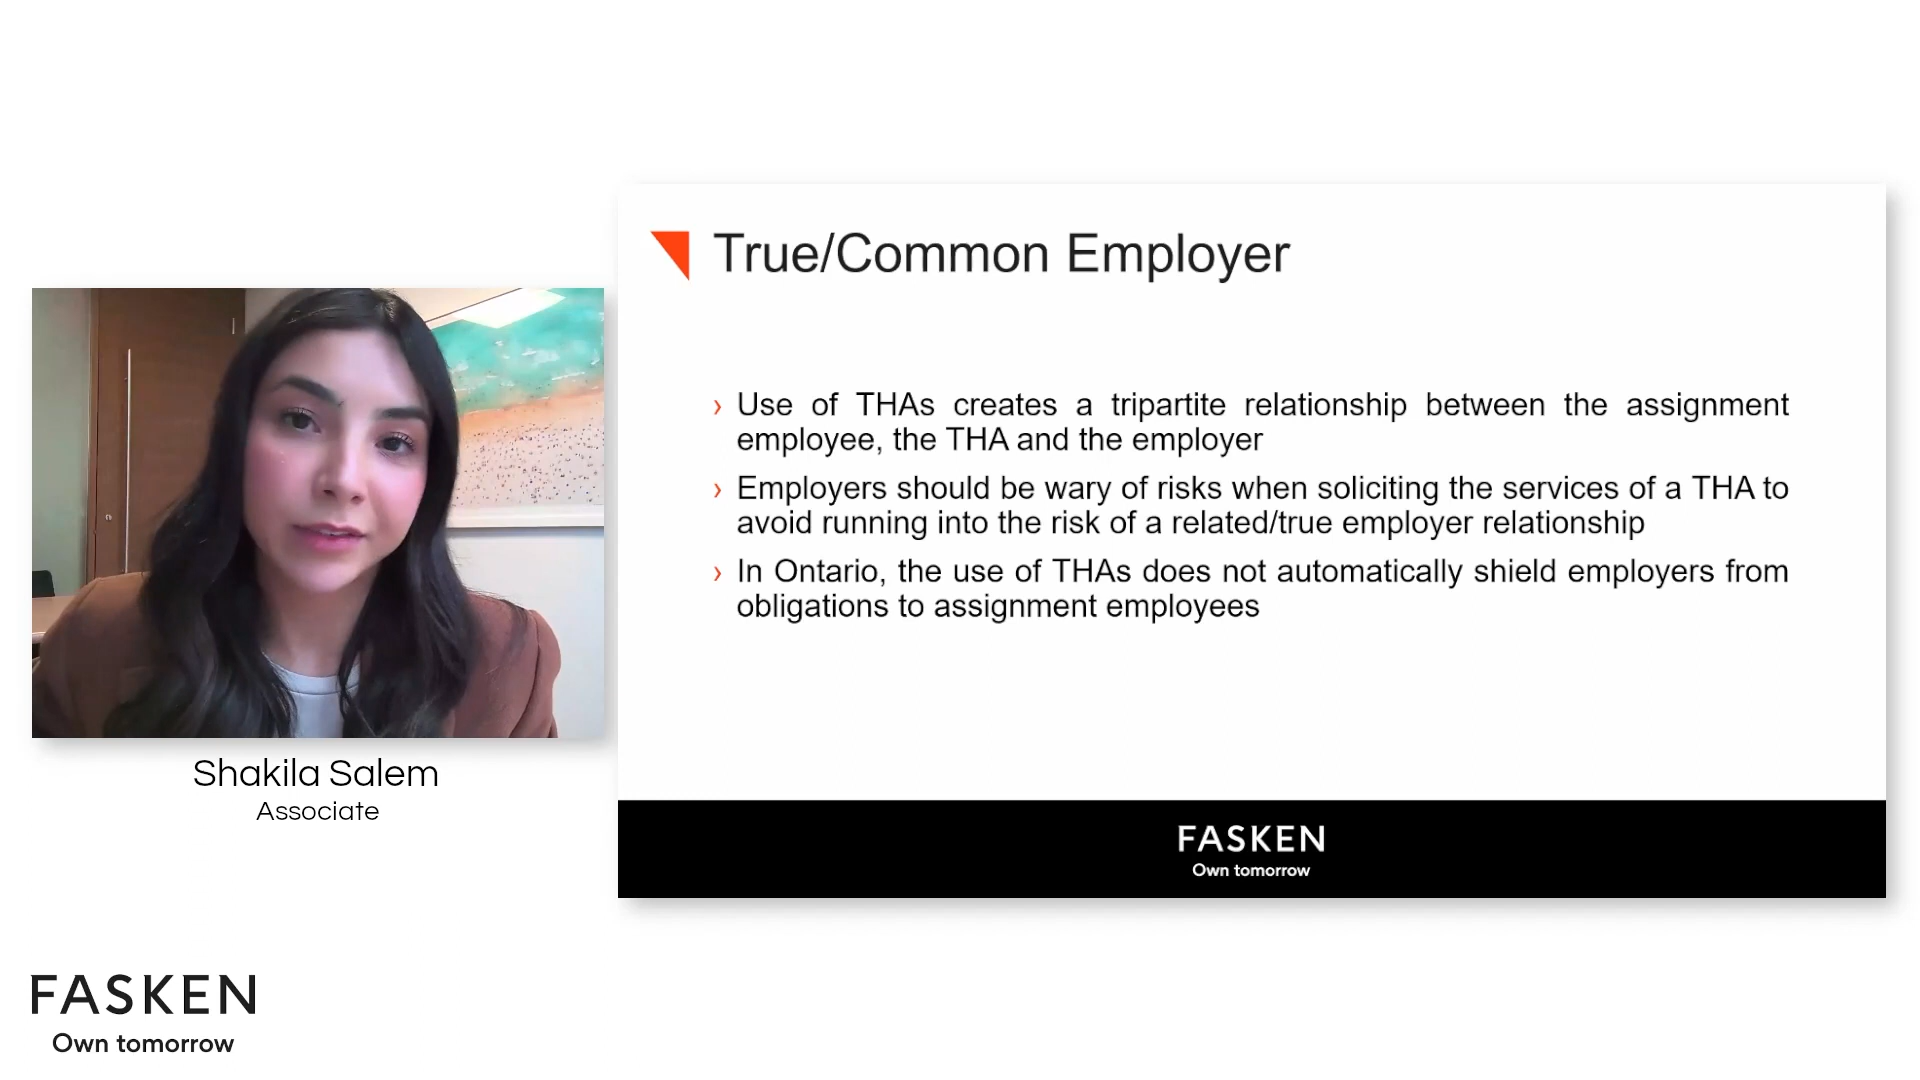 True/Common Employer
› Use of THAs creates a tripartite relationship between the assignment
employee, the THA and the employer
› Employers should be wary of risks when soliciting the services of a THA to
avoid running into the risk of a related/true employer relationship
› In Ontario, the use of THAs does not automatically shield employers from
obligations to assignment employees
FASKEN
Own tomorrow
Shakila Salem
Associate
FASKEN
Own tomorrow